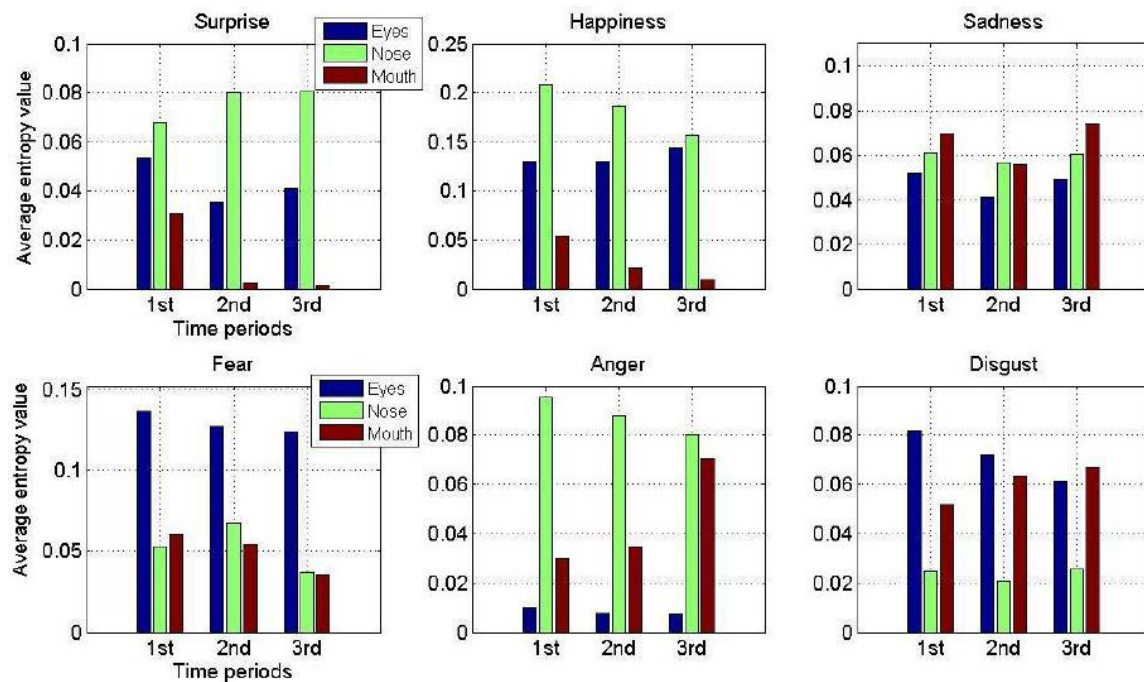 Surprise
Happiness
Sadness
Eyes
Nose
Mouth
Average entropy value
0.1
0.08
0.06
0.04
0.02
0
1st 2nd 3rd
Time periods
0.25
0.2
0.15
0.1
0.05
0
1st 2nd 3rd
0.1
0.08
0.06
0.04
0.02
0
1st 2nd 3rd
Fear
Anger
Disgust
Eyes
Nose
Mouth
Average entropy value
0.15
0.1
0.05
0
1st 2nd 3rd
Time periods
0.1
0.08
0.06
0.04
0.02
0
1st 2nd 3rd
0.1
0.08
0.06
0.04
0.02
0
1st 2nd 3rd